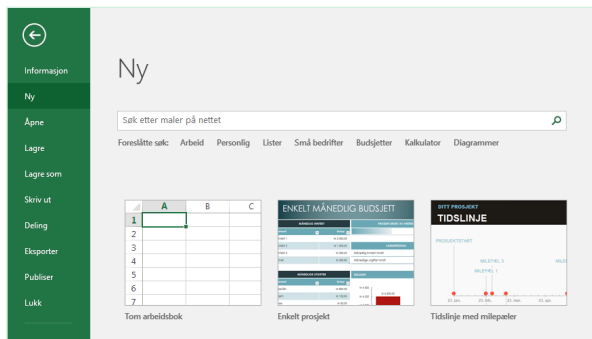 Informasjon
Ny
Åpne
Lagre
Lagre som
Skriv ut
Deling
Eksporter
Publiser
Lukk
Ny
Søk etter maler på nettet
Foreslåtte søk: Arbeid Personlig Lister Små bedrifter Budsjetter Kalkulator Diagrammer
A B C
1
2
3
4
5
6
7
Tom arbeidsbok
ENKELT MÅNEDLIG BUDSJETT
Enkelt prosjekt
DITT PROSJEKT
TIDSLINJE
PROSJEKTSTART
MILEPÆL 3
MILEPÆL 1
Tidslinje med milepæler